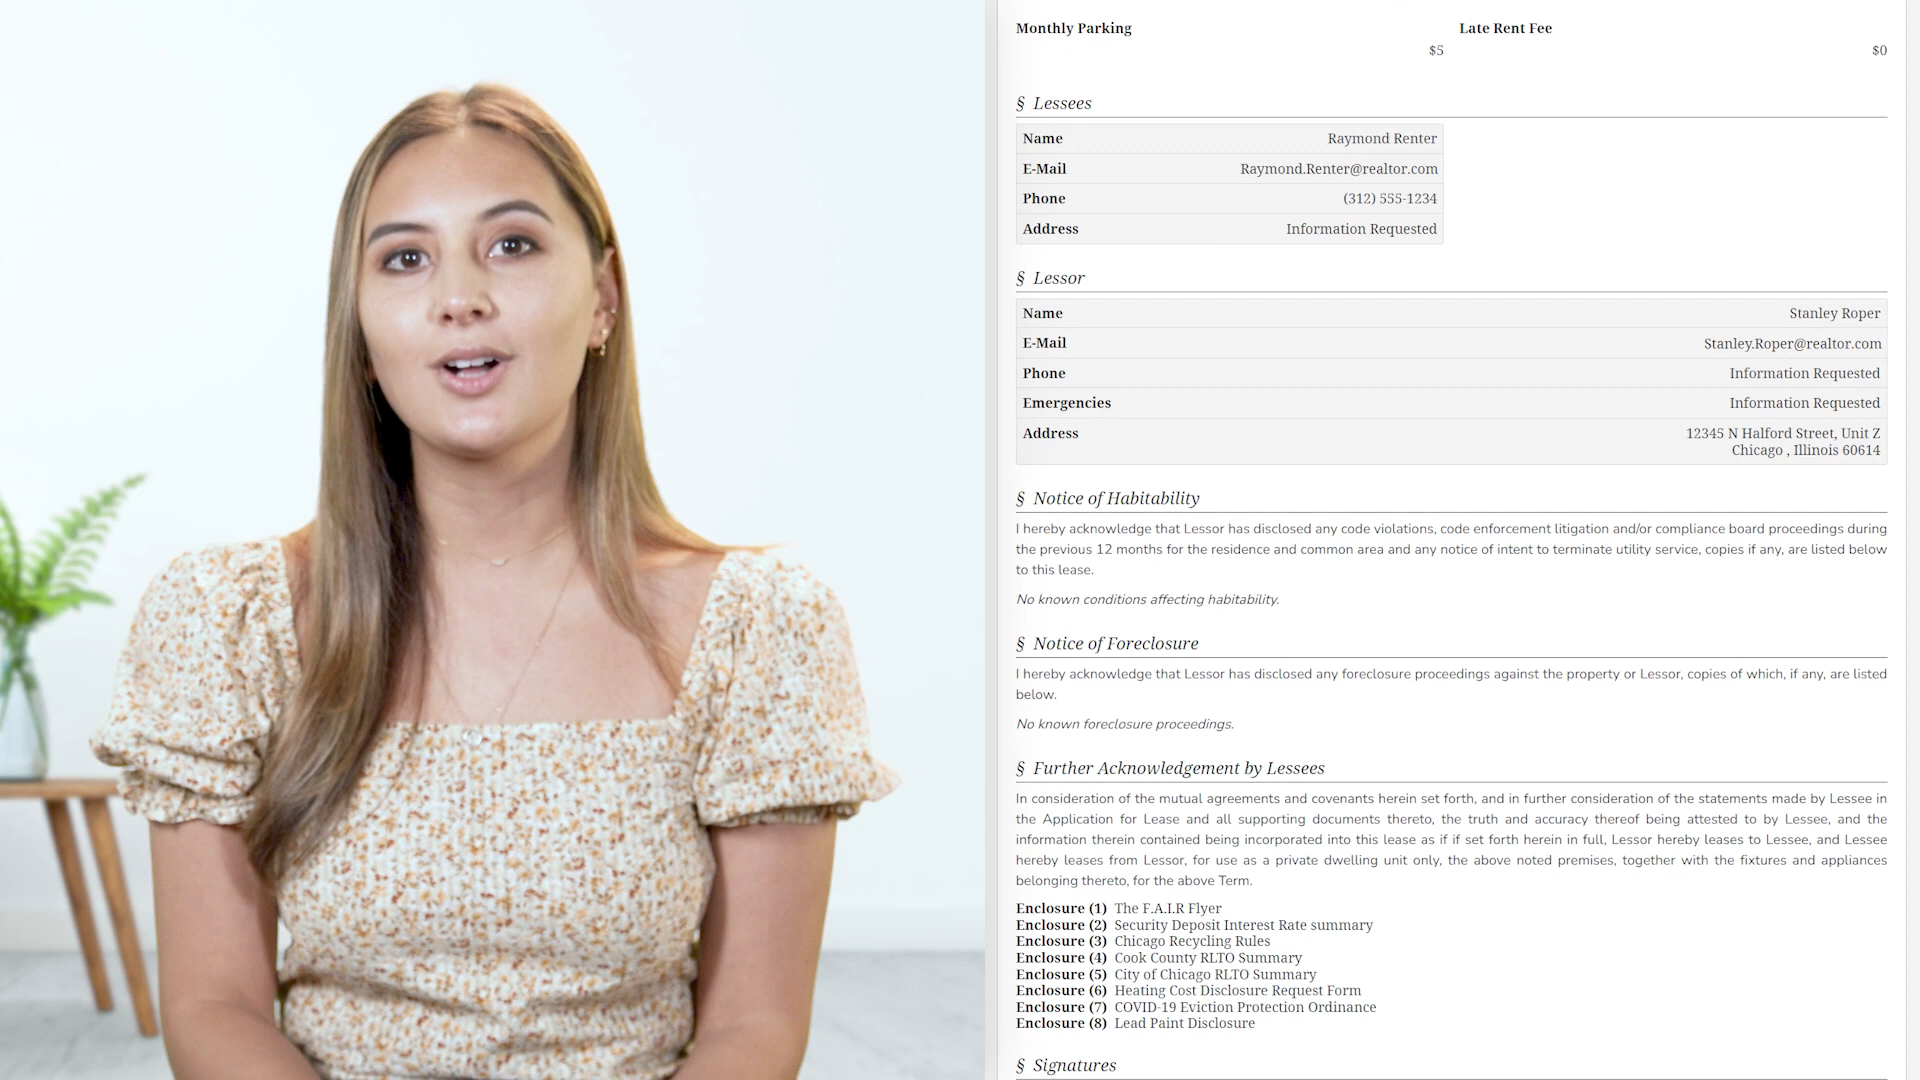 Monthly Parking
$5
Late Rent Fee
$0
§ Lessees
Name Raymond Renter
E-Mail Raymond.Renter@realtor.com
Phone (312) 555-1234
Address Information Requested
§ Lessor
Name Stanley Roper
E-Mail Stanley.Roper@realtor.com
Phone Information Requested
Emergencies Information Requested
Address 12345 N Halford Street, Unit Z
Chicago , Illinois 60614
§ Notice of Habitability
I hereby acknowledge that Lessor has disclosed any code violations, code enforcement litigation and/or compliance board proceedings during
the previous 12 months for the residence and common area and any notice of intent to terminate utility service, copies if any, are listed below
to this lease.
No known conditions affecting habitability.
§ Notice of Foreclosure
I hereby acknowledge that Lessor has disclosed any foreclosure proceedings against the property or Lessor, copies of which, if any, are listed
below.
No known foreclosure proceedings.
§ Further Acknowledgement by Lessees
In consideration of the mutual agreements and covenants herein set forth, and in further consideration of the statements made by Lessee in
the Application for Lease and all supporting documents thereto, the truth and accuracy thereof being attested to by Lessee, and the
information therein contained being incorporated into this lease as if if set forth herein in full, Lessor hereby leases to Lessee, and Lessee
hereby leases from Lessor, for use as a private dwelling unit only, the above noted premises, together with the fixtures and appliances
belonging thereto, for the above Term.
Enclosure (1) The F.A.I.R Flyer
Enclosure (2) Security Deposit Interest Rate summary
Enclosure (3) Chicago Recycling Rules
Enclosure (4) Cook County RLTO Summary
Enclosure (5) City of Chicago RLTO Summary
Enclosure (6) Heating Cost Disclosure Request Form
Enclosure (7) COVID-19 Eviction Protection Ordinance
Enclosure (8) Lead Paint Disclosure
§ Signatures